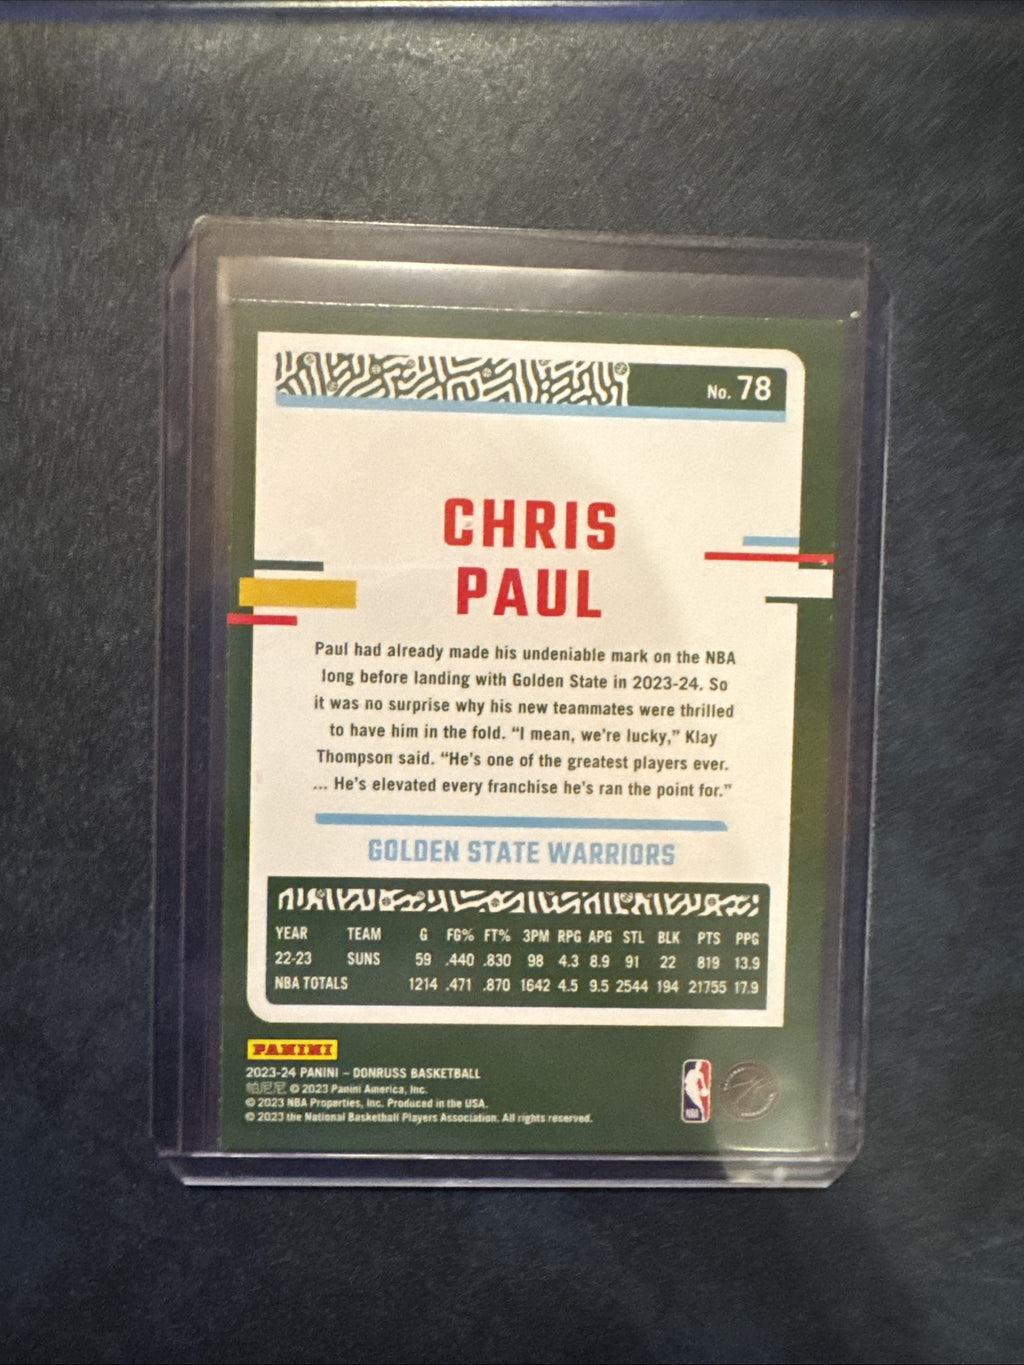 No. 78
CHRIS
PAUL
Paul had already made his undeniable mark on the NBA
long before landing with Golden State in 2023-24. So
it was no surprise why his new teammates were thrilled
to have him in the fold. “I mean, we’re lucky,” Klay
Thompson said. “He’s one of the greatest players ever.
... He’s elevated every franchise he’s ran the point for.”
GOLDEN STATE WARRIORS
YEAR TEAM G FG% FT% 3PM RPG APG STL BLK PTS PPG
22-23 SUNS 59 .440 .830 98 4.3 8.9 91 22 819 13.9
NBA TOTALS 1214 .471 .870 1642 4.5 9.5 2544 194 21755 17.9
PANINI
2023-24 PANINI – DONRUSS BASKETBALL
帕尼尼 © 2023 Panini America, Inc.
© 2023 NBA Properties, Inc. Produced in the USA.
© 2023 the National Basketball Players Association. All rights reserved.
NBA